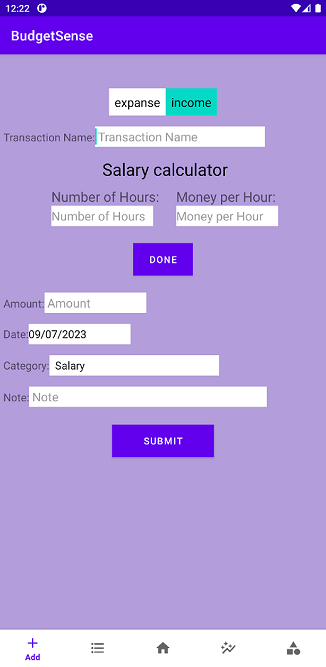 12:22
BudgetSense
expanse income
Transaction Name: Transaction Name
Salary calculator
Number of Hours: Money per Hour:
Number of Hours Money per Hour
DONE
Amount: Amount
Date: 09/07/2023
Category: Salary
Note: Note
SUBMIT
Add